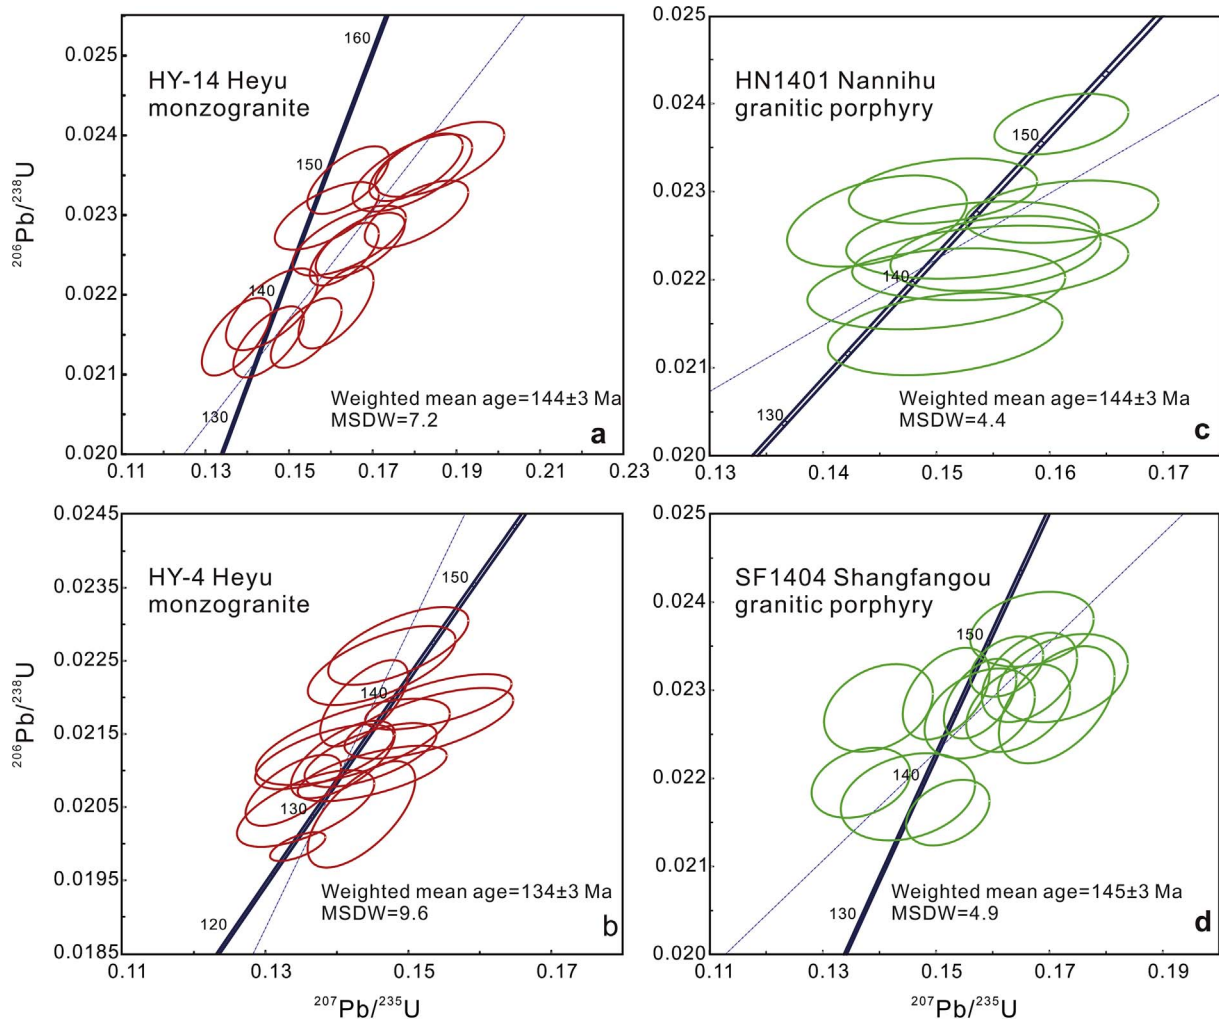 0.025
0.024
0.023
0.022
0.021
0.020
²⁰⁶Pb/²³⁸U
HY-14 Heyu
monzogranite
160
150
140
130
Weighted mean age=144±3 Ma
MSDW=7.2
a
0.11 0.13 0.15 0.17 0.19 0.21 0.23
0.025
0.024
0.023
0.022
0.021
0.020
HN1401 Nannihu
granitic porphyry
150
140
130
Weighted mean age=144±3 Ma
MSDW=4.4
c
0.13 0.14 0.15 0.16 0.17
0.0245
0.0235
0.0225
0.0215
0.0205
0.0195
0.0185
²⁰⁶Pb/²³⁸U
HY-4 Heyu
monzogranite
150
140
130
120
Weighted mean age=134±3 Ma
MSDW=9.6
b
0.11 0.13 0.15 0.17
²⁰⁷Pb/²³⁵U
0.025
0.024
0.023
0.022
0.021
0.020
SF1404 Shangfangou
granitic porphyry
150
140
130
Weighted mean age=145±3 Ma
MSDW=4.9
d
0.11 0.13 0.15 0.17 0.19
²⁰⁷Pb/²³⁵U